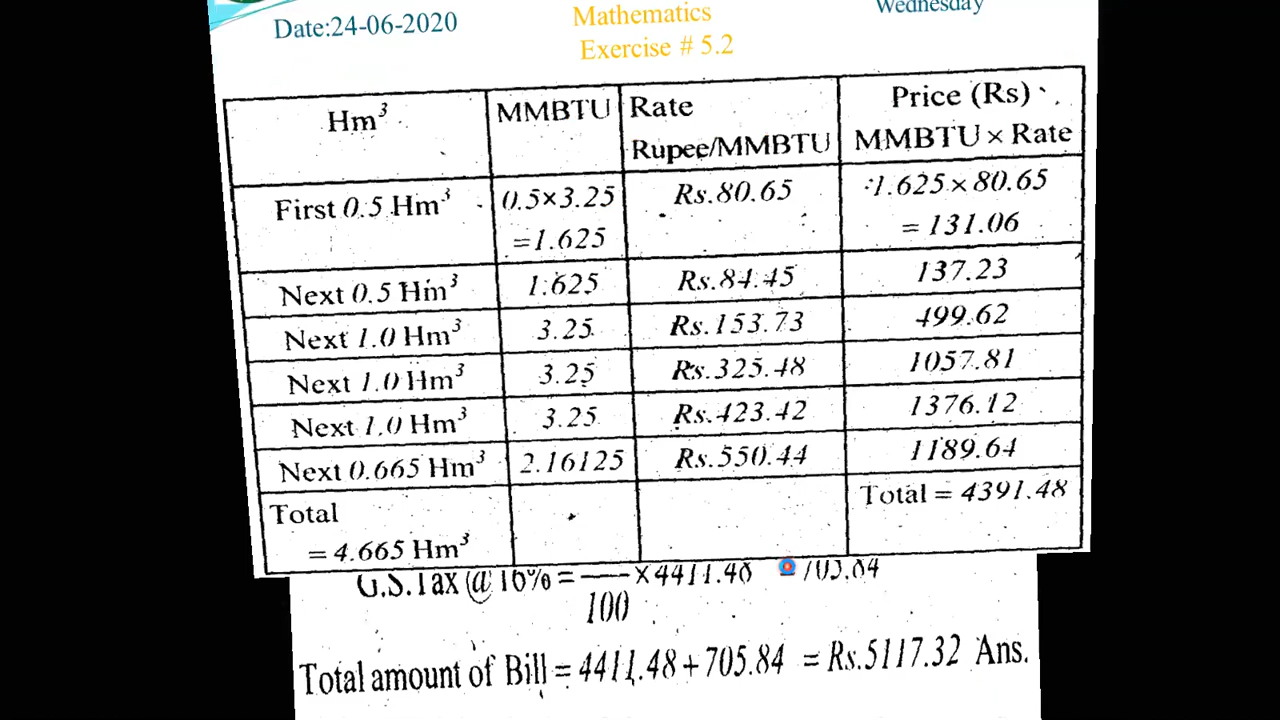 Date:24-06-2020
Mathematics
Exercise # 5.2
Wednesday
Hm³ MMBTU Rate Rupee/MMBTU Price (Rs) MMBTU × Rate
First 0.5 Hm³ 0.5×3.25 =1.625 Rs.80.65 1.625 × 80.65 = 131.06
Next 0.5 Hm³ 1.625 Rs.84.45 137.23
Next 1.0 Hm³ 3.25 Rs.153.73 499.62
Next 1.0 Hm³ 3.25 Rs.325.48 1057.81
Next 1.0 Hm³ 3.25 Rs.423.42 1376.12
Next 0.665 Hm³ 2.16125 Rs.550.44 1189.64
Total = 4.665 Hm³ Total = 4391.48
G.S.Tax @ 16% = ×4411.48 705.84
100
Total amount of Bill = 4411.48 + 705.84 = Rs.5117.32 Ans.